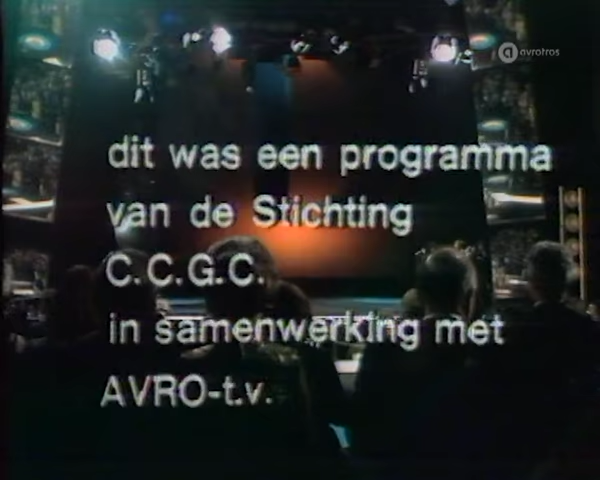 avrotros
dit was een programma
van de Stichting
C.C.G.C.
in samenwerking met
AVRO-t.v.